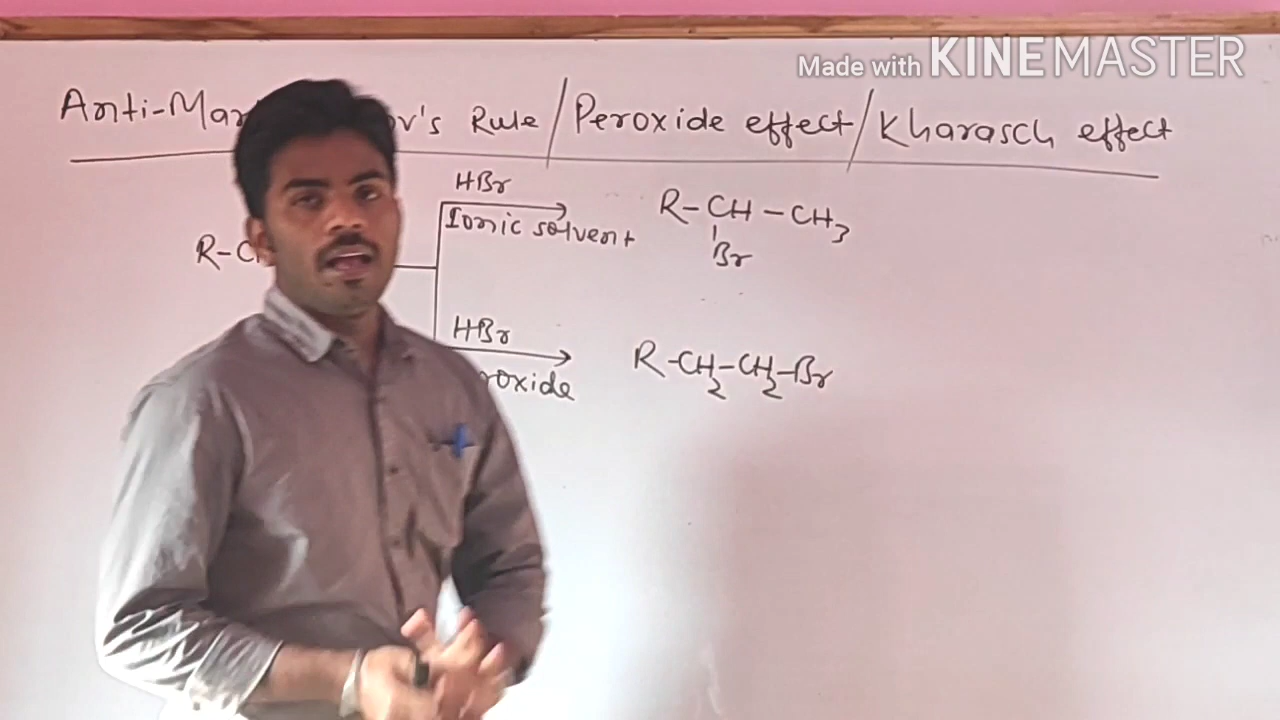 Made with KINEMASTER
Anti-Mar ov's Rule/Peroxide effect/Kharasch effect
HBr
Ionic solvent
R-CH-CH3
Br
R-C
HBr
roxide
R-CH2-CH2-Br